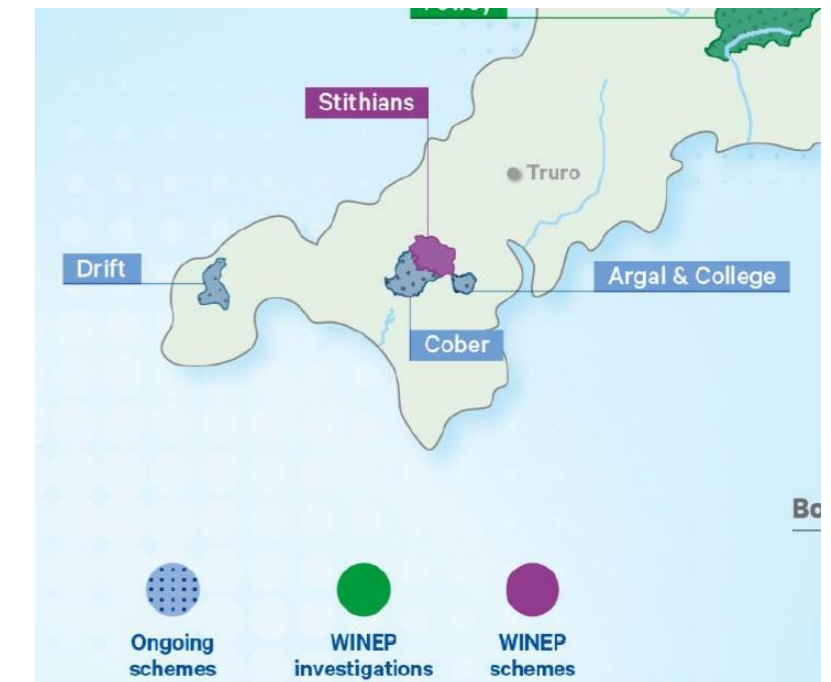 Stithians
Truro
Drift
Argal & College
Cober
Ongoing
schemes
WINEP
investigations
WINEP
schemes